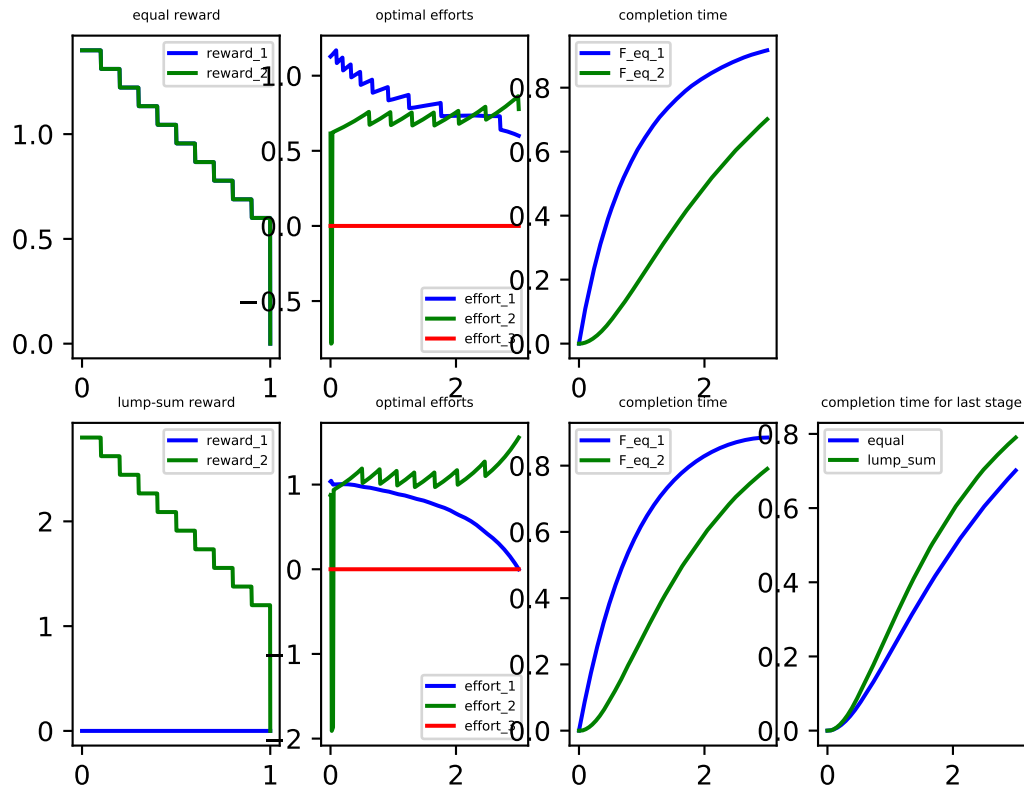 equal reward
optimal efforts
completion time
reward_1
reward_2
1.0
0.5
0.0
0
1
1.0
0.5
0.0
−0.5
effort_1
effort_2
effort_3
0
2
F_eq_1
F_eq_2
0.8
0.6
0.4
0.2
0.0
0
2
lump-sum reward
optimal efforts
completion time
completion time for last stage
reward_1
reward_2
2
1
0
0
1
1
0
−1
−2
effort_1
effort_2
effort_3
0
2
F_eq_1
F_eq_2
0.8
0.6
0.4
0.2
0.0
0
2
equal
lump_sum
0.8
0.6
0.4
0.2
0.0
0
2